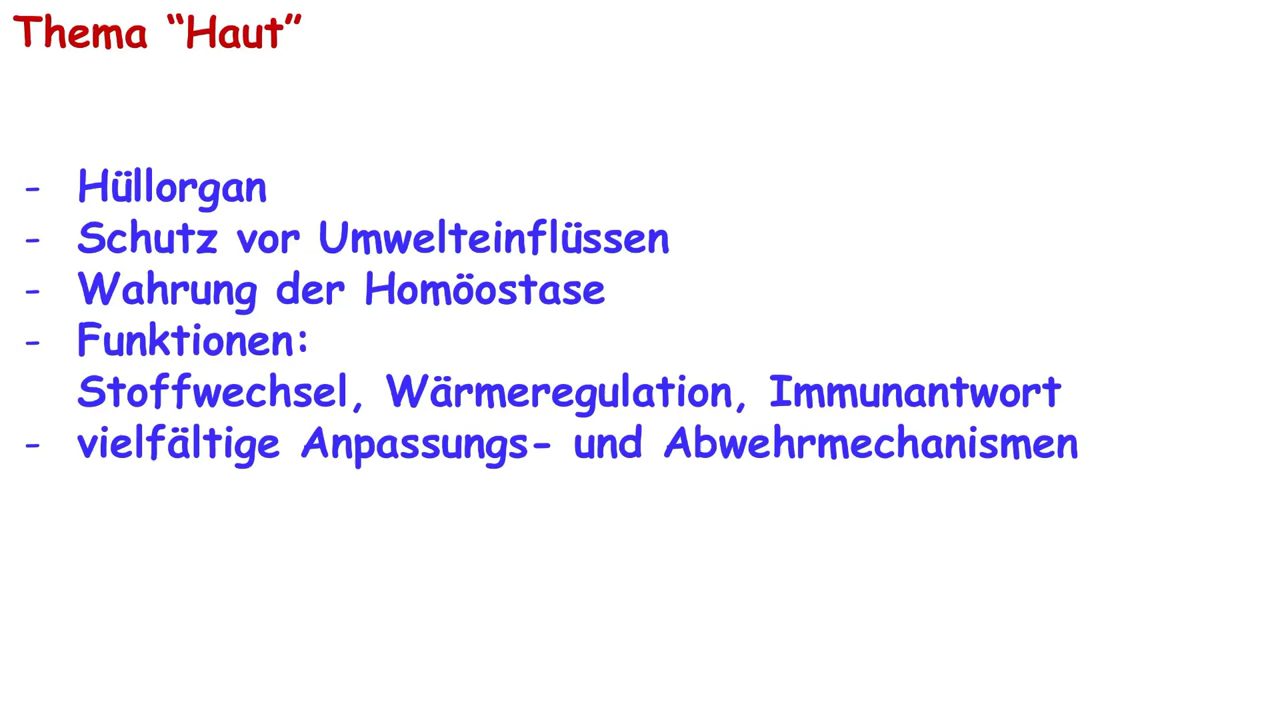 Thema “Haut”
- Hüllorgan
- Schutz vor Umwelteinflüssen
- Wahrung der Homöostase
- Funktionen:
Stoffwechsel, Wärmeregulation, Immunantwort
- vielfältige Anpassungs- und Abwehrmechanismen